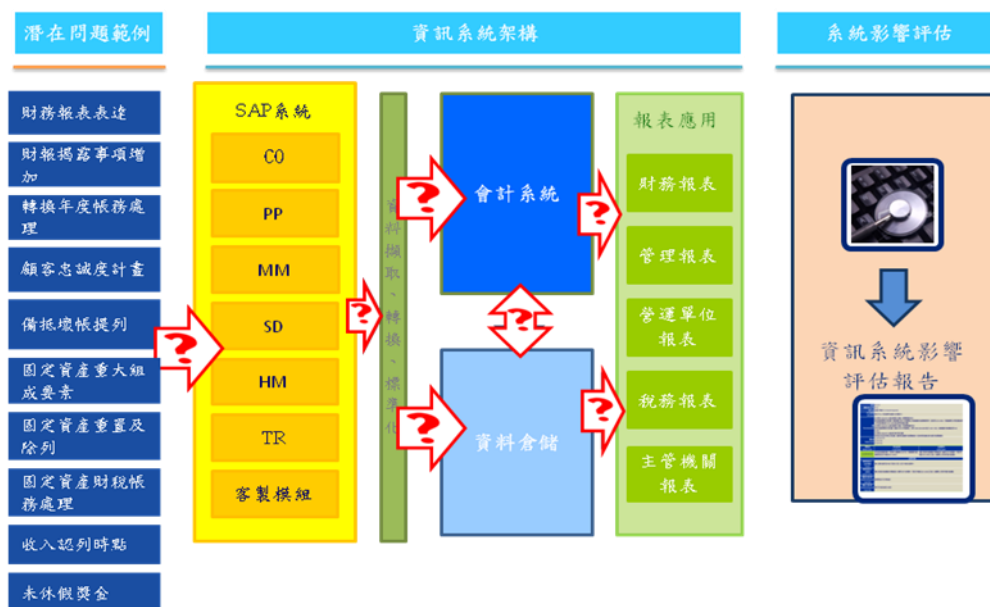 潛在問題範例
資訊系統架構
系統影響評估
財務報表表達
財報揭露事項增
加
轉換年度帳務處
理
顧客忠誠度計畫
備抵壞帳提列
固定資產重大組
成要素
固定資產重置及
除列
固定資產財稅帳
務處理
收入認列時點
未休假獎金
?
SAP系統
CO
PP
MM
SD
HM
TR
客製模組
?
資料擷取、轉換、標準化
?
?
會計系統
?
資料倉儲
?
?
報表應用
財務報表
管理報表
營運單位
報表
稅務報表
主管機關
報表
資訊系統影響
評估報告